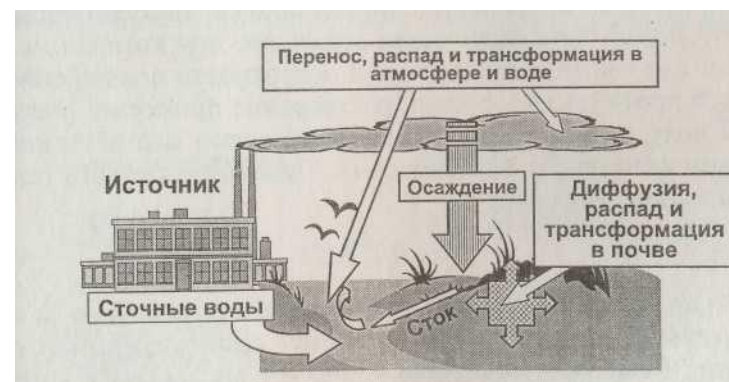 Перенос, распад и трансформация в
атмосфере и воде
Источник
Осаждение
Диффузия,
распад и
трансформация
в почве
Сточные воды
Сток